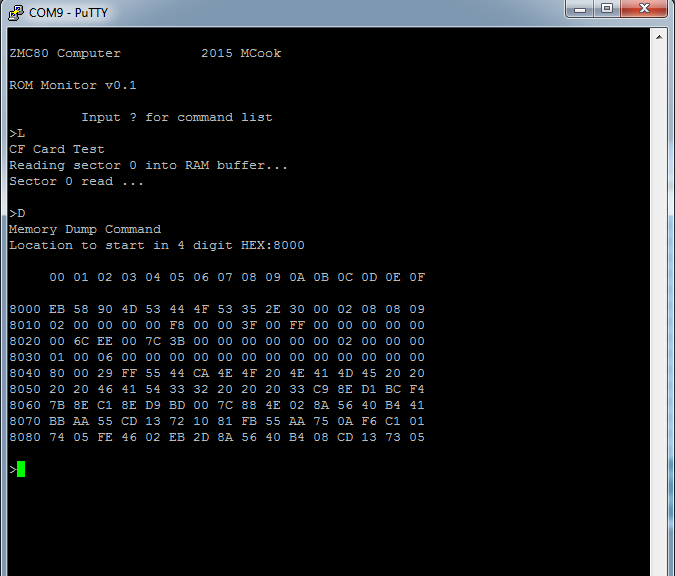 COM9 - PuTTY
ZMC80 Computer 2015 MCook
ROM Monitor v0.1
Input ? for command list
>L
CF Card Test
Reading sector 0 into RAM buffer...
Sector 0 read ...
>D
Memory Dump Command
Location to start in 4 digit HEX:8000
00 01 02 03 04 05 06 07 08 09 0A 0B 0C 0D 0E 0F
8000 EB 58 90 4D 53 44 4F 53 35 2E 30 00 02 08 08 09
8010 02 00 00 00 00 F8 00 00 3F 00 FF 00 00 00 00 00
8020 00 6C EE 00 7C 3B 00 00 00 00 00 00 02 00 00 00
8030 01 00 06 00 00 00 00 00 00 00 00 00 00 00 00 00
8040 80 00 29 FF 55 44 CA 4E 4F 20 4E 41 4D 45 20 20
8050 20 20 46 41 54 33 32 20 20 20 33 C9 8E D1 BC F4
8060 7B 8E C1 8E D9 BD 00 7C 88 4E 02 8A 56 40 B4 41
8070 BB AA 55 CD 13 72 10 81 FB 55 AA 75 0A F6 C1 01
8080 74 05 FE 46 02 EB 2D 8A 56 40 B4 08 CD 13 73 05
>